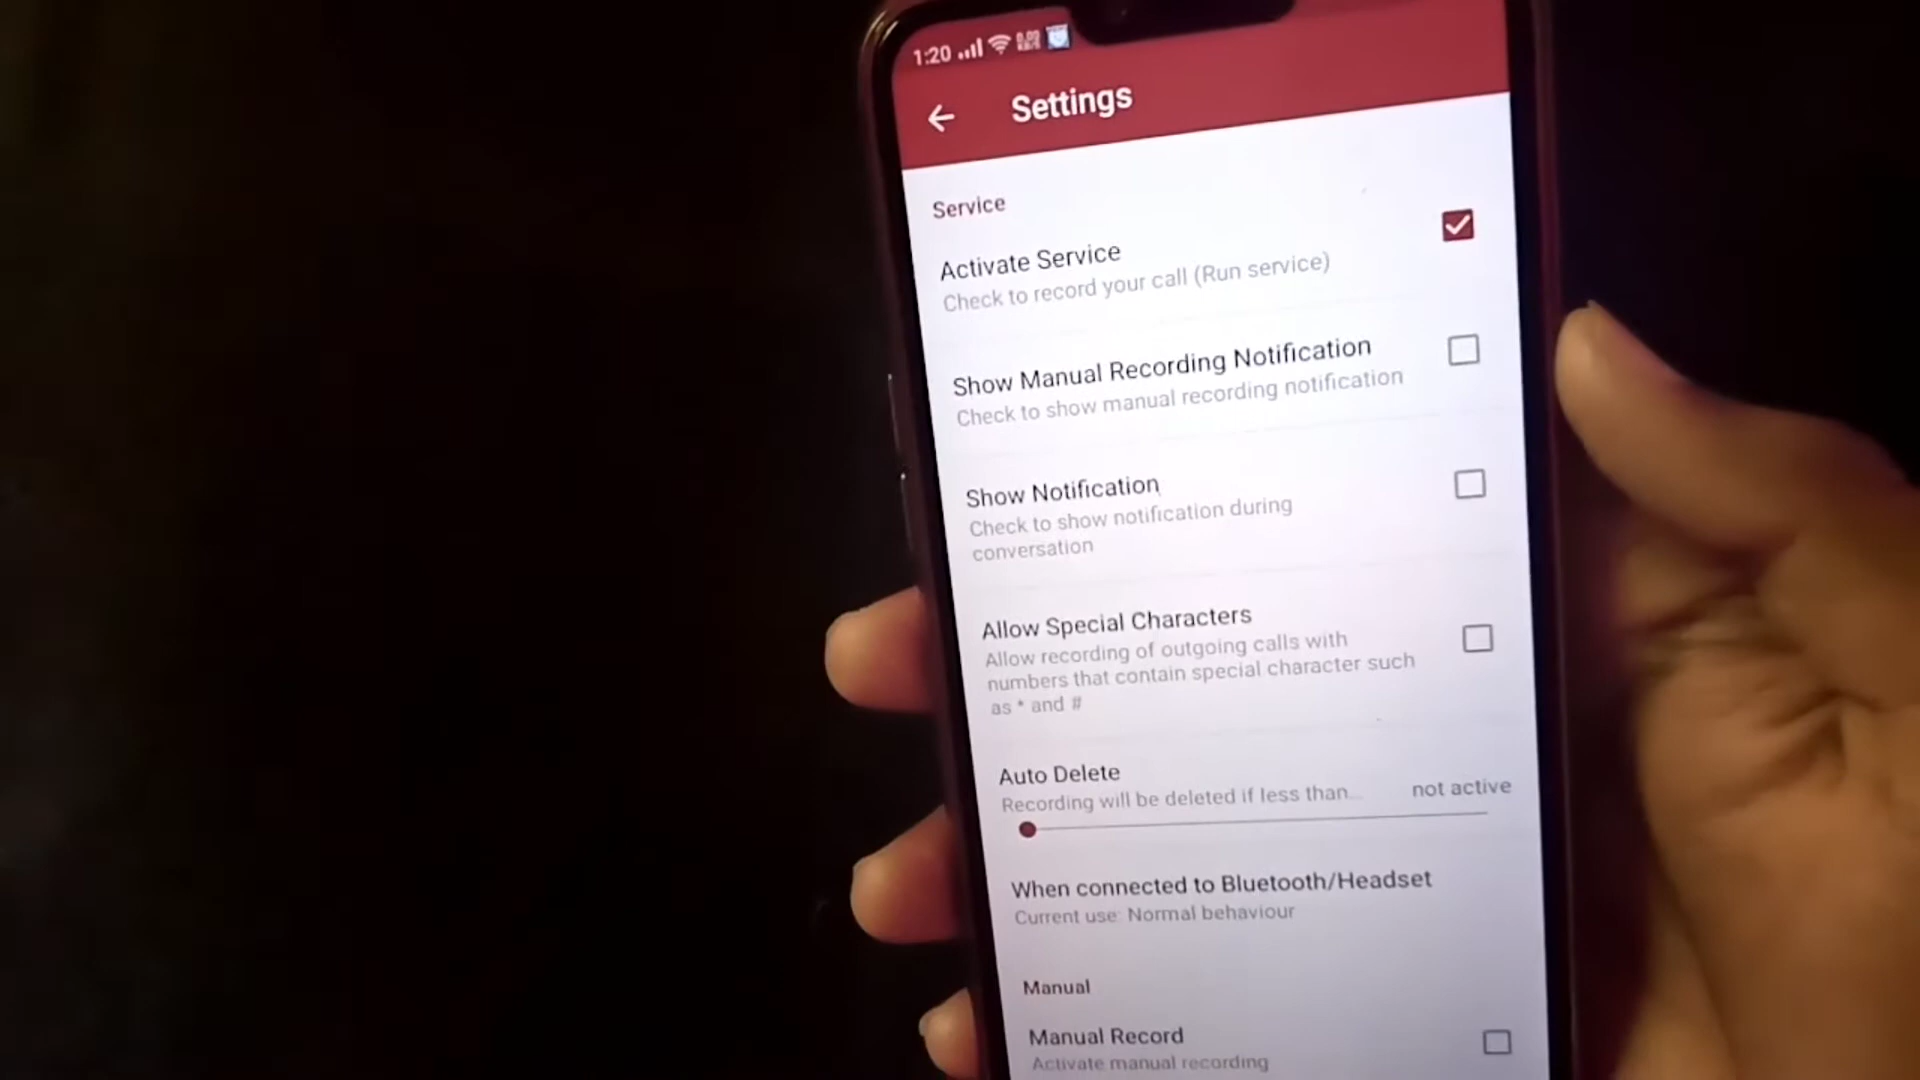 1:20
Settings
Service
Activate Service
Check to record your call (Run service)
Show Manual Recording Notification
Check to show manual recording notification
Show Notification
Check to show notification during
conversation
Allow Special Characters
Allow recording of outgoing calls with
numbers that contain special character such
as * and #
Auto Delete
Recording will be deleted if less than...
not active
When connected to Bluetooth/Headset
Current use: Normal behaviour
Manual
Manual Record
Activate manual recording